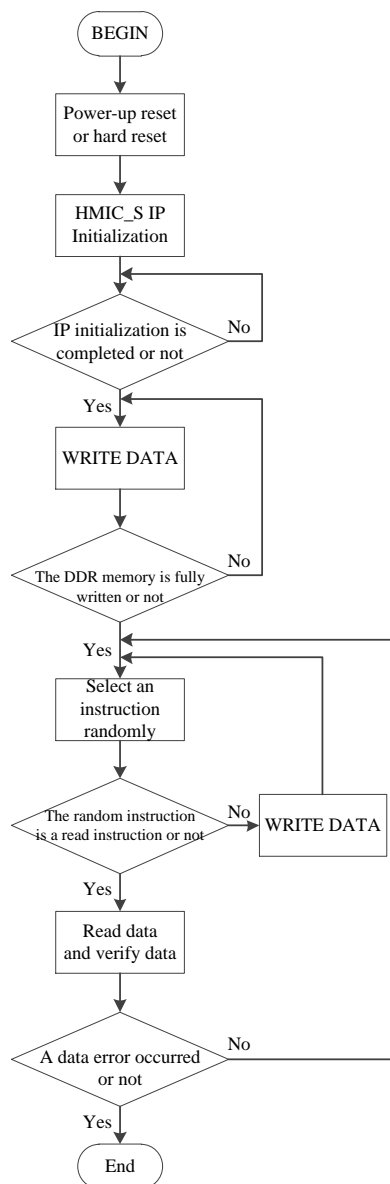 BEGIN
Power-up reset
or hard reset
HMIC_S IP
Initialization
IP initialization is
completed or not
No
Yes
WRITE DATA
The DDR memory is fully
written or not
No
Yes
Select an
instruction
randomly
The random instruction
is a read instruction or not
No
WRITE DATA
Yes
Read data
and verify data
A data error occurred
or not
No
Yes
End